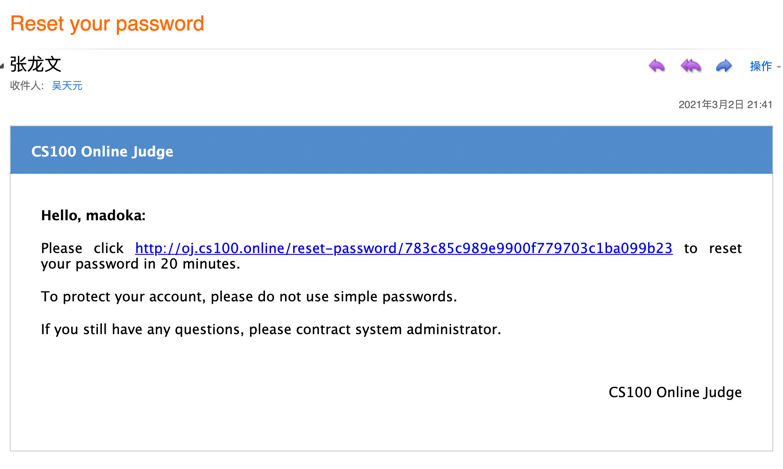 Reset your password
张龙文
收件人: 吴天元
操作
2021年3月2日 21:41
CS100 Online Judge
Hello, madoka:
Please click http://oj.cs100.online/reset-password/783c85c989e9900f779703c1ba099b23 to reset
your password in 20 minutes.
To protect your account, please do not use simple passwords.
If you still have any questions, please contract system administrator.
CS100 Online Judge